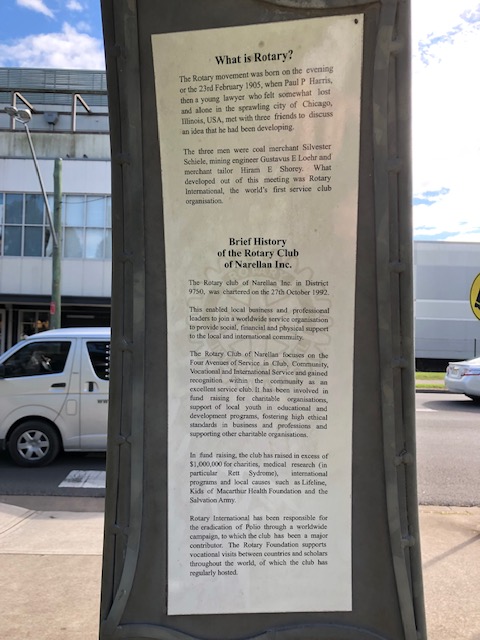 What is Rotary?
The Rotary movement was born on the evening
or the 23rd February 1905, when Paul P Harris,
then a young lawyer who felt somewhat lost
and alone in the sprawling city of Chicago,
Illinois, USA, met with three friends to discuss
an idea that he had been developing.
The three men were coal merchant Silvester
Schiele, mining engineer Gustavus E Loehr and
merchant tailor Hiram E Shorey. What
developed out of this meeting was Rotary
International, the world's first service club
organisation.
Brief History
of the Rotary Club
of Narellan Inc.
The Rotary club of Narellan Inc. in District
9750, was chartered on the 27th October 1992.
This enabled local business and professional
leaders to join a worldwide service organisation
to provide social, financial and physical support
to the local and international community.
The Rotary Club of Narellan focuses on the
Four Avenues of Service in Club, Community,
Vocational and International Service and gained
recognition within the community as an
excellent service club. It has been involved in
fund raising for charitable organisations,
support of local youth in educational and
development programs, fostering high ethical
standards in business and professions and
supporting other charitable organisations.
In fund raising, the club has raised in excess of
$1,000,000 for charities, medical research (in
particular Rett Sydrome), international
programs and local causes such as Lifeline,
Kids of Macarthur Health Foundation and the
Salvation Army.
Rotary International has been responsible for
the eradication of Polio through a worldwide
campaign, to which the club has been a major
contributor. The Rotary Foundation supports
vocational visits between countries and scholars
throughout the world, of which the club has
regularly hosted.